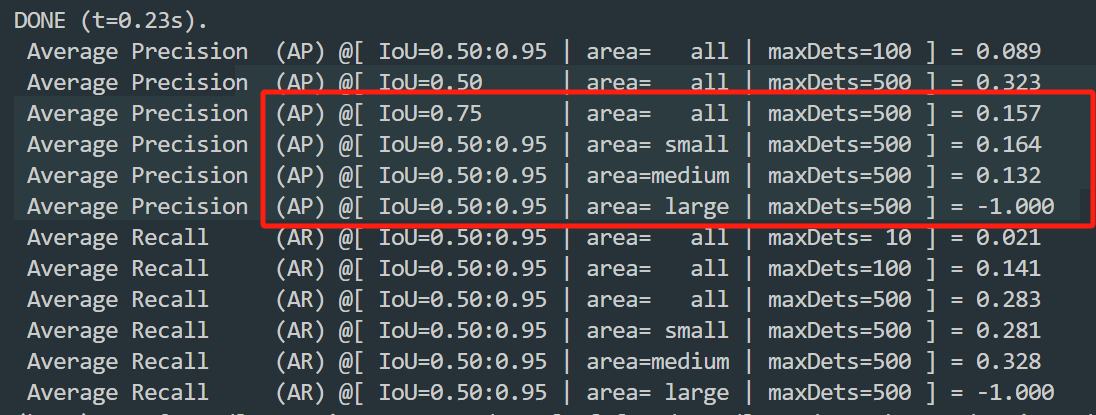 DONE (t=0.23s).
Average Precision  (AP) @[ IoU=0.50:0.95 | area=   all | maxDets=100 ] = 0.089
Average Precision  (AP) @[ IoU=0.50      | area=   all | maxDets=500 ] = 0.323
Average Precision  (AP) @[ IoU=0.75      | area=   all | maxDets=500 ] = 0.157
Average Precision  (AP) @[ IoU=0.50:0.95 | area= small | maxDets=500 ] = 0.164
Average Precision  (AP) @[ IoU=0.50:0.95 | area=medium | maxDets=500 ] = 0.132
Average Precision  (AP) @[ IoU=0.50:0.95 | area= large | maxDets=500 ] = -1.000
Average Recall     (AR) @[ IoU=0.50:0.95 | area=   all | maxDets= 10 ] = 0.021
Average Recall     (AR) @[ IoU=0.50:0.95 | area=   all | maxDets=100 ] = 0.141
Average Recall     (AR) @[ IoU=0.50:0.95 | area=   all | maxDets=500 ] = 0.283
Average Recall     (AR) @[ IoU=0.50:0.95 | area= small | maxDets=500 ] = 0.281
Average Recall     (AR) @[ IoU=0.50:0.95 | area=medium | maxDets=500 ] = 0.328
Average Recall     (AR) @[ IoU=0.50:0.95 | area= large | maxDets=500 ] = -1.000